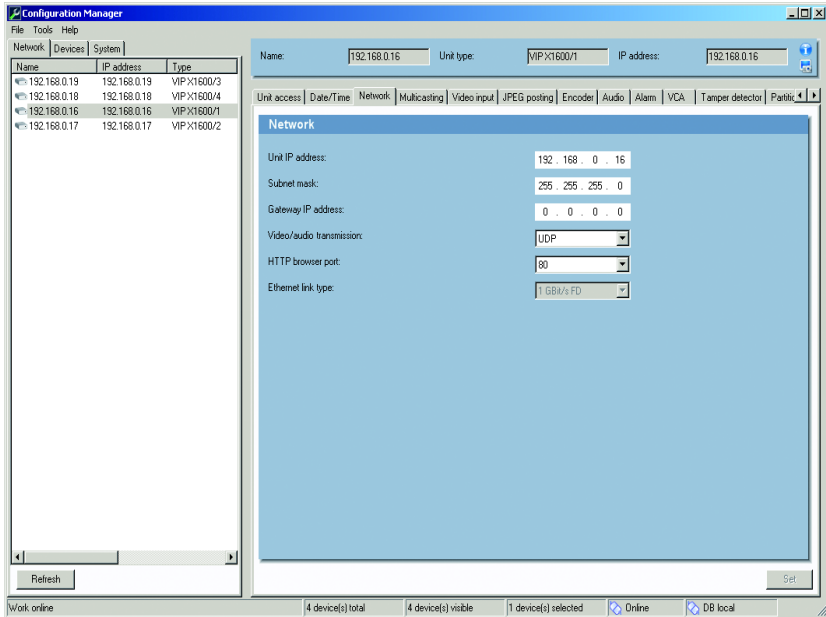 Configuration Manager
File Tools Help
Network Devices System
Name IP address Type
192.168.0.19 192.168.0.19 VIP X1600/3
192.168.0.18 192.168.0.18 VIP X1600/4
192.168.0.16 192.168.0.16 VIP X1600/1
192.168.0.17 192.168.0.17 VIP X1600/2
Refresh
Name: 192.168.0.16 Unit type: VIP X1600/1 IP address: 192.168.0.16
Unit access Date/Time Network Multicasting Video input JPEG posting Encoder Audio Alarm VCA Tamper detector Partitic
Network
Unit IP address: 192 . 168 . 0 . 16
Subnet mask: 255 . 255 . 255 . 0
Gateway IP address: 0 . 0 . 0 . 0
Video/audio transmission: UDP
HTTP browser port: 80
Ethernet link type: 1 GBit/s FD
Set
Work online 4 device(s) total 4 device(s) visible 1 device(s) selected Online DB local